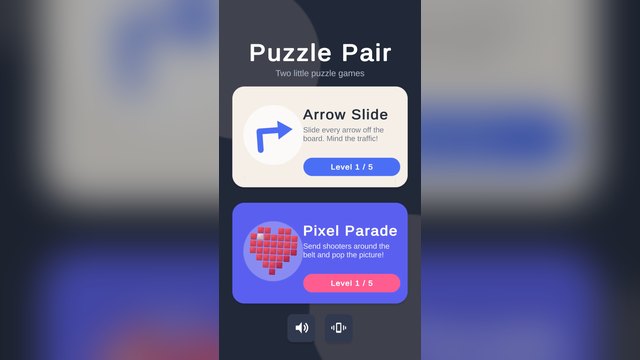 Puzzle Pair
Two little puzzle games
Arrow Slide
Slide every arrow off the
board. Mind the traffic!
Level 1 / 5
Pixel Parade
Send shooters around the
belt and pop the picture!
Level 1 / 5